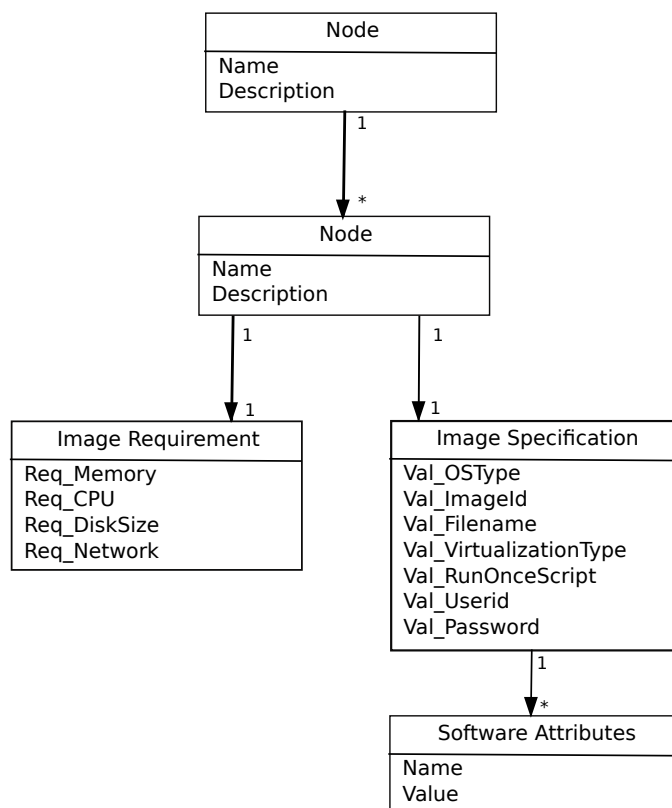 Node
Name
Description
1
*
Node
Name
Description
1
1
1
1
Image Requirement
Req_Memory
Req_CPU
Req_DiskSize
Req_Network
Image Specification
Val_OSType
Val_ImageId
Val_Filename
Val_VirtualizationType
Val_RunOnceScript
Val_Userid
Val_Password
1
*
Software Attributes
Name
Value